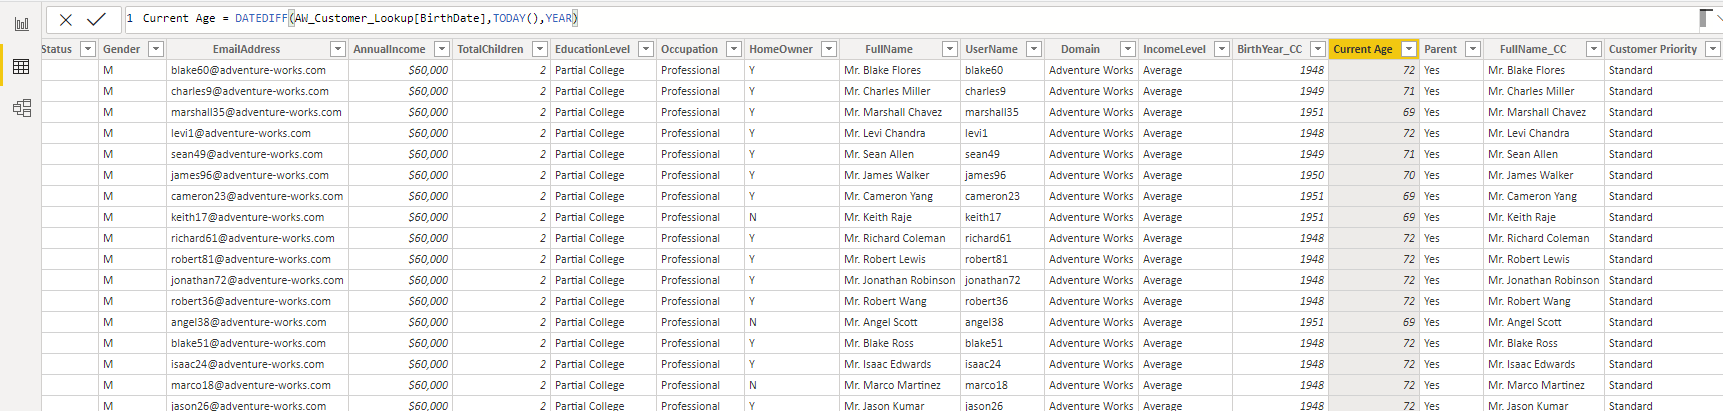 1 Current Age = DATEDIFF(AW_Customer_Lookup[BirthDate],TODAY(),YEAR)
Status Gender EmailAddress AnnualIncome TotalChildren EducationLevel Occupation HomeOwner FullName UserName Domain IncomeLevel BirthYear_CC Current Age Parent FullName_CC Customer Priority
M blake60@adventure-works.com $60,000 2 Partial College Professional Y Mr. Blake Flores blake60 Adventure Works Average 1948 72 Yes Mr. Blake Flores Standard
M charles9@adventure-works.com $60,000 2 Partial College Professional Y Mr. Charles Miller charles9 Adventure Works Average 1949 71 Yes Mr. Charles Miller Standard
M marshall35@adventure-works.com $60,000 2 Partial College Professional Y Mr. Marshall Chavez marshall35 Adventure Works Average 1951 69 Yes Mr. Marshall Chavez Standard
M levi1@adventure-works.com $60,000 2 Partial College Professional Y Mr. Levi Chandra levi1 Adventure Works Average 1948 72 Yes Mr. Levi Chandra Standard
M sean49@adventure-works.com $60,000 2 Partial College Professional Y Mr. Sean Allen sean49 Adventure Works Average 1949 71 Yes Mr. Sean Allen Standard
M james96@adventure-works.com $60,000 2 Partial College Professional Y Mr. James Walker james96 Adventure Works Average 1950 70 Yes Mr. James Walker Standard
M cameron23@adventure-works.com $60,000 2 Partial College Professional Y Mr. Cameron Yang cameron23 Adventure Works Average 1951 69 Yes Mr. Cameron Yang Standard
M keith17@adventure-works.com $60,000 2 Partial College Professional N Mr. Keith Raje keith17 Adventure Works Average 1951 69 Yes Mr. Keith Raje Standard
M richard61@adventure-works.com $60,000 2 Partial College Professional Y Mr. Richard Coleman richard61 Adventure Works Average 1948 72 Yes Mr. Richard Coleman Standard
M robert81@adventure-works.com $60,000 2 Partial College Professional Y Mr. Robert Lewis robert81 Adventure Works Average 1948 72 Yes Mr. Robert Lewis Standard
M jonathan72@adventure-works.com $60,000 2 Partial College Professional Y Mr. Jonathan Robinson jonathan72 Adventure Works Average 1948 72 Yes Mr. Jonathan Robinson Standard
M robert36@adventure-works.com $60,000 2 Partial College Professional Y Mr. Robert Wang robert36 Adventure Works Average 1948 72 Yes Mr. Robert Wang Standard
M angel38@adventure-works.com $60,000 2 Partial College Professional N Mr. Angel Scott angel38 Adventure Works Average 1951 69 Yes Mr. Angel Scott Standard
M blake51@adventure-works.com $60,000 2 Partial College Professional Y Mr. Blake Ross blake51 Adventure Works Average 1948 72 Yes Mr. Blake Ross Standard
M isaac24@adventure-works.com $60,000 2 Partial College Professional Y Mr. Isaac Edwards isaac24 Adventure Works Average 1948 72 Yes Mr. Isaac Edwards Standard
M marco18@adventure-works.com $60,000 2 Partial College Professional N Mr. Marco Martinez marco18 Adventure Works Average 1948 72 Yes Mr. Marco Martinez Standard
M jason26@adventure-works.com $60,000 2 Partial College Professional Y Mr. Jason Kumar jason26 Adventure Works Average 1948 72 Yes Mr. Jason Kumar Standard